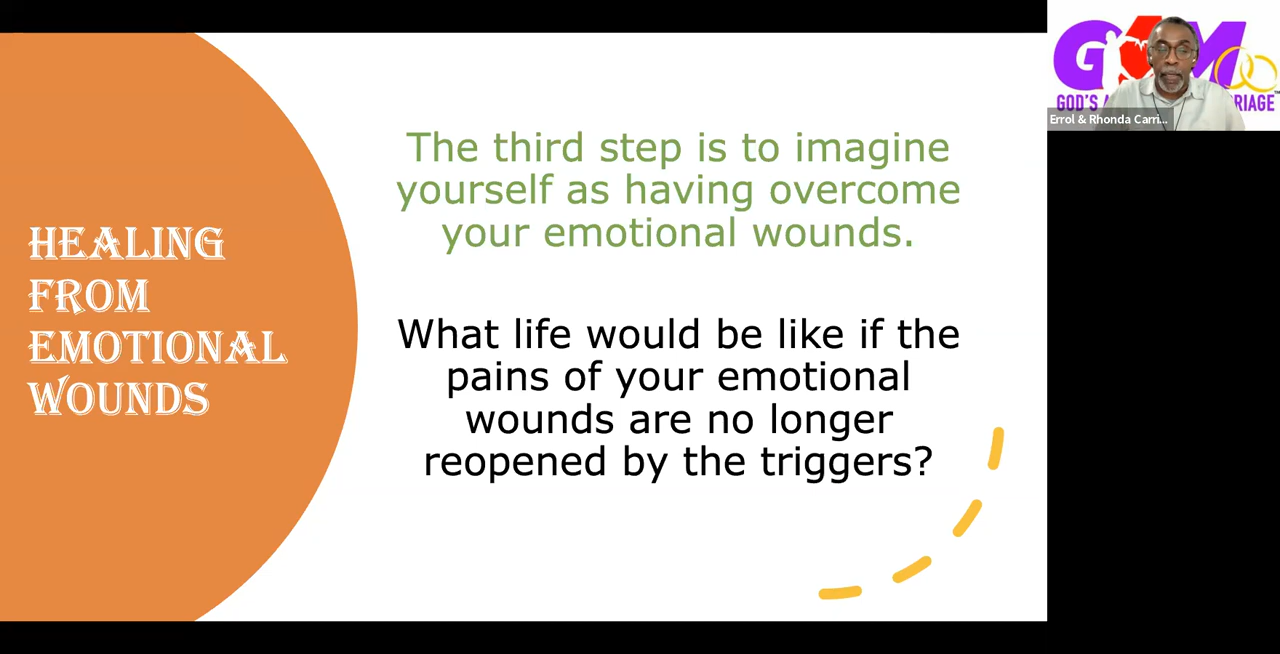 HEALING
FROM
EMOTIONAL
WOUNDS
The third step is to imagine
yourself as having overcome
your emotional wounds.
What life would be like if the
pains of your emotional
wounds are no longer
reopened by the triggers?
G M
GOD'S RIAGE
Errol & Rhonda Carri...